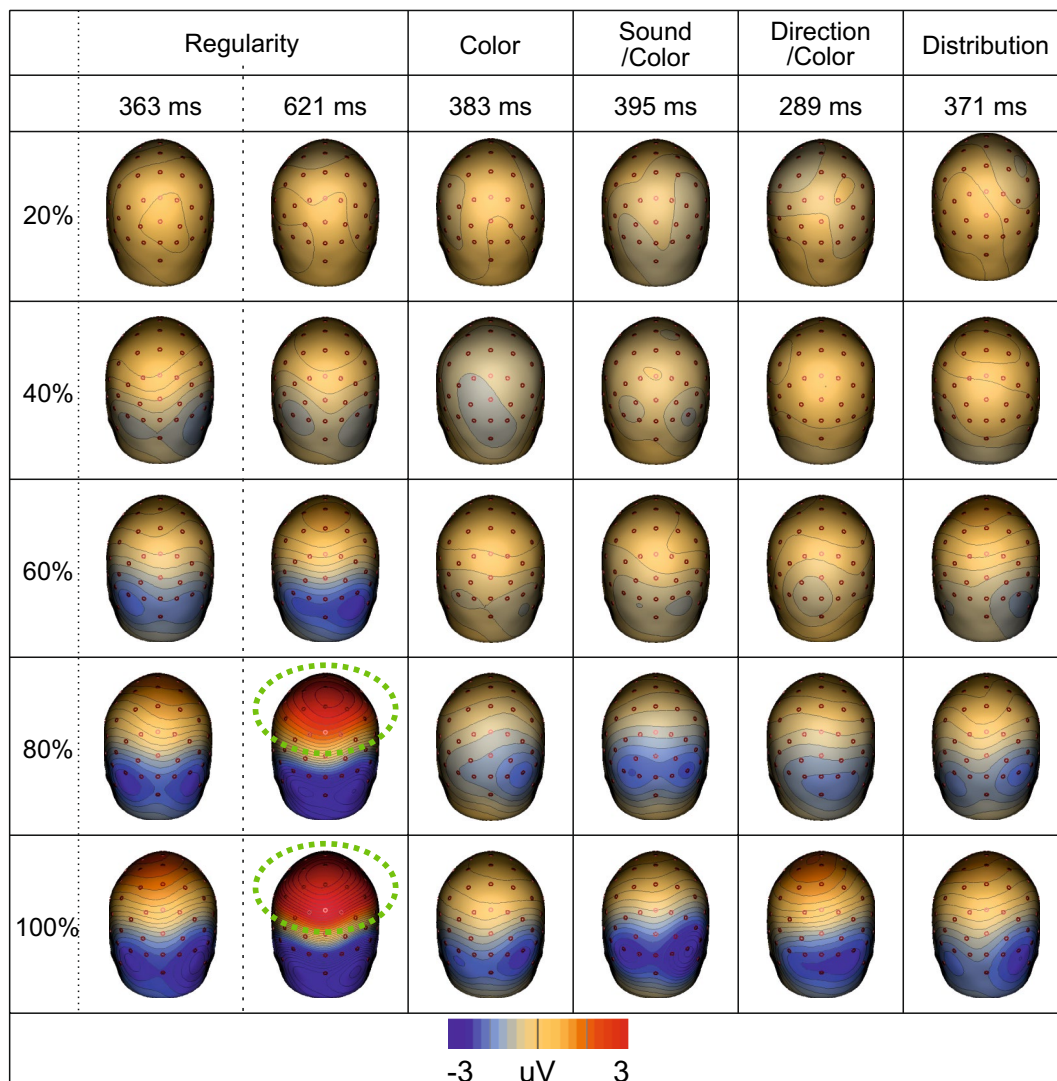 Regularity Color Sound Direction Distribution
/Color /Color
363 ms 621 ms 383 ms 395 ms 289 ms 371 ms
20%
40%
60%
80%
100%
-3 uV 3